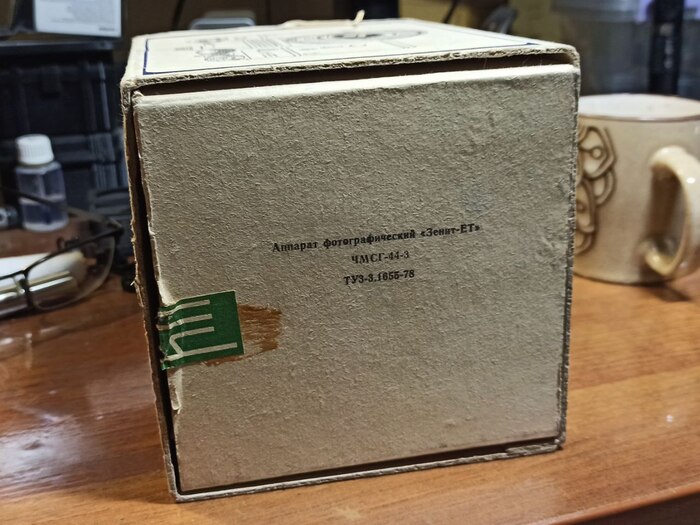 Аппарат фотографический «Зенит-ЕТ»
ЧМСГ-44-3
ТУ3-3.1655-78